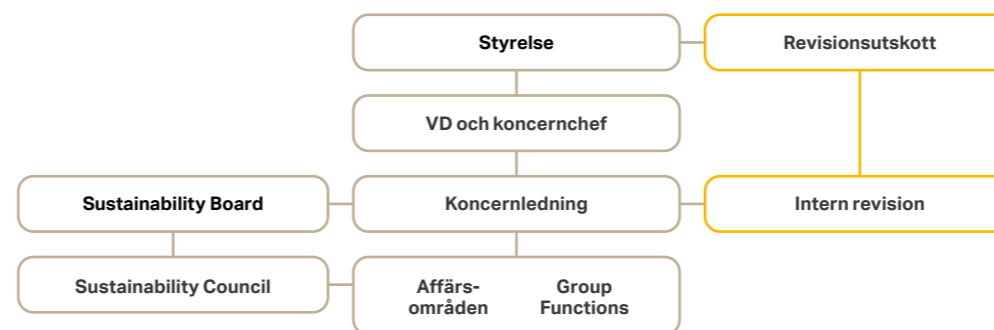 Styrelse
Revisionsutskott
VD och koncernchef
Sustainability Board
Koncernledning
Intern revision
Sustainability Council
Affärs-
områden
Group
Functions